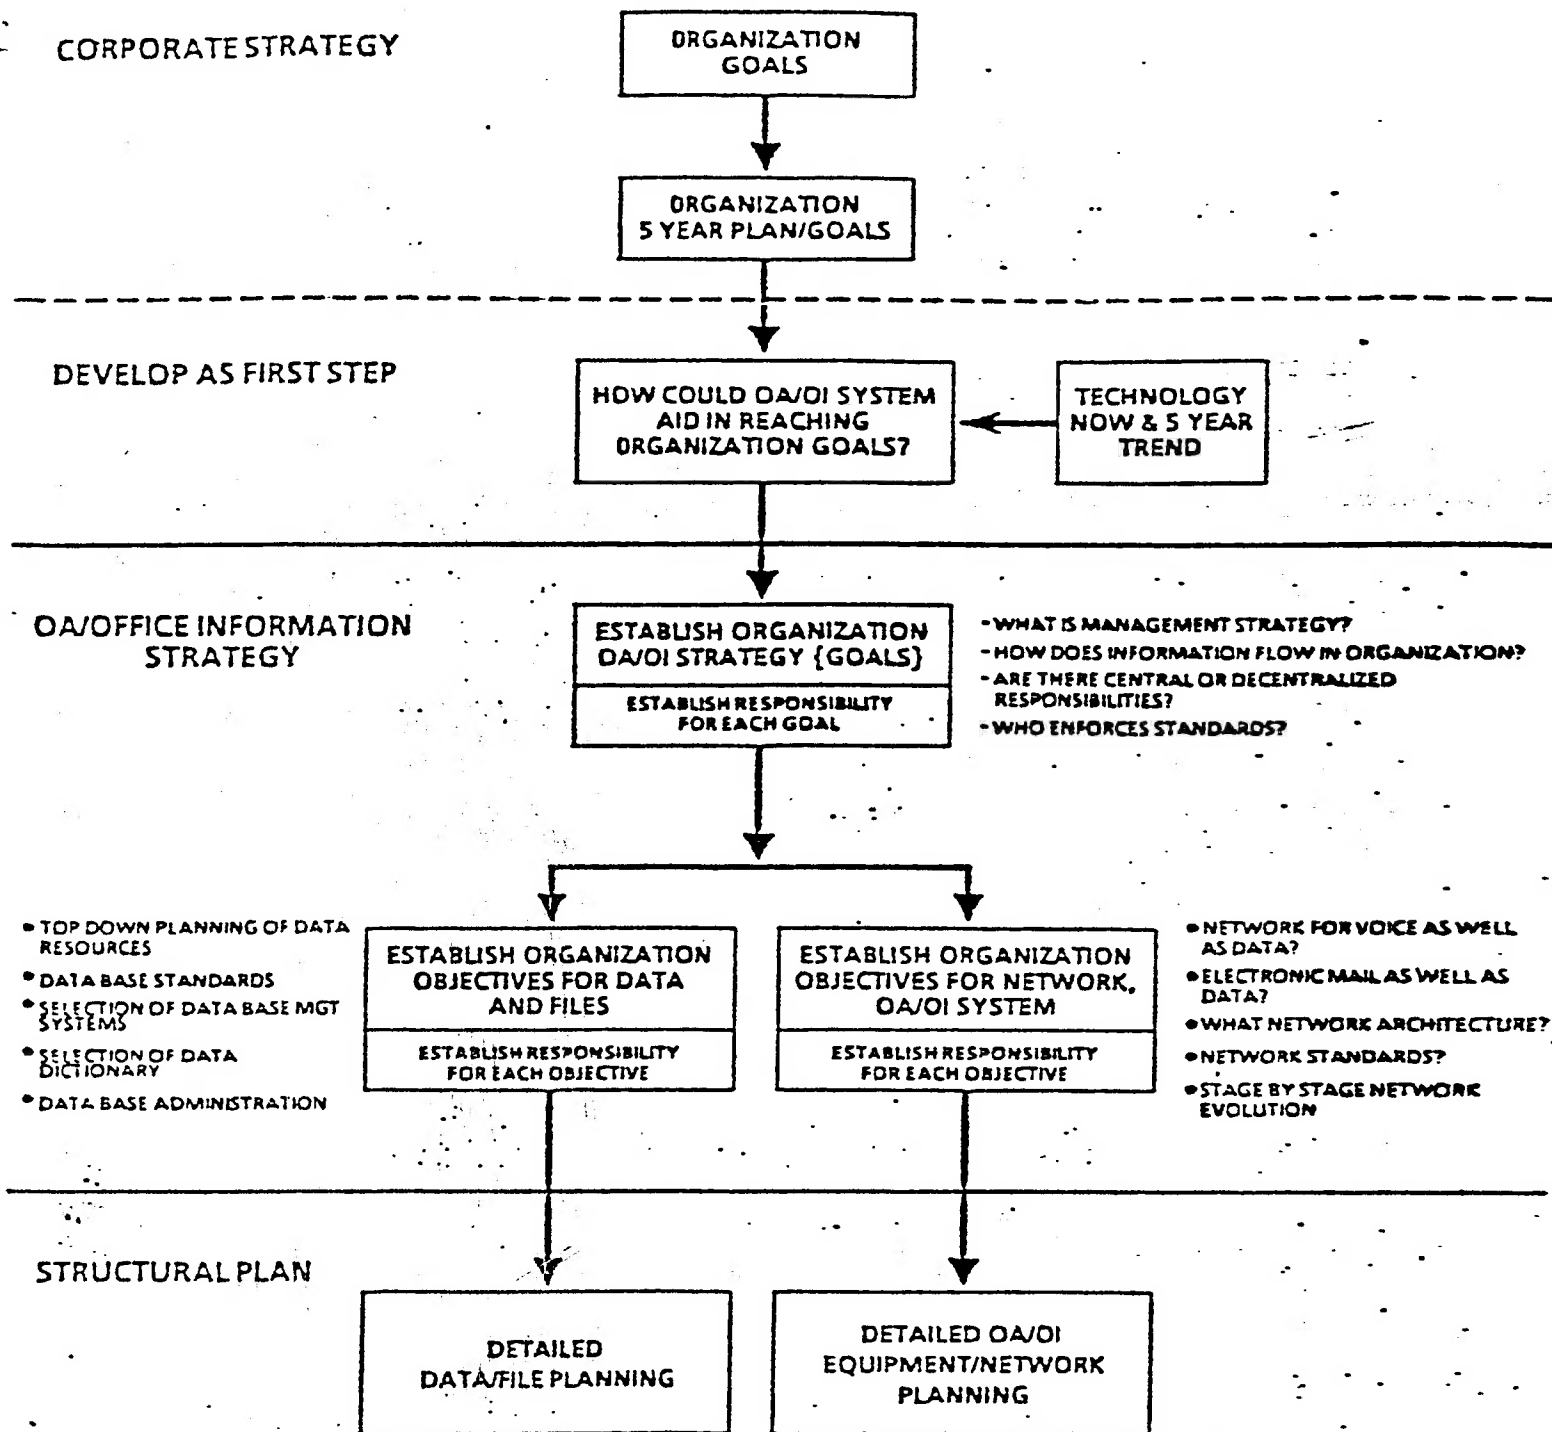 CORPORATE STRATEGY
ORGANIZATION
GOALS
ORGANIZATION
5 YEAR PLAN/GOALS
DEVELOP AS FIRST STEP
HOW COULD OA/OI SYSTEM
AID IN REACHING
ORGANIZATION GOALS?
TECHNOLOGY
NOW & 5 YEAR
TREND
OA/OFFICE INFORMATION
STRATEGY
ESTABLISH ORGANIZATION
OA/OI STRATEGY {GOALS}
ESTABLISH RESPONSIBILITY
FOR EACH GOAL
- WHAT IS MANAGEMENT STRATEGY?
- HOW DOES INFORMATION FLOW IN ORGANIZATION?
- ARE THERE CENTRAL OR DECENTRALIZED
RESPONSIBILITIES?
- WHO ENFORCES STANDARDS?
• TOP DOWN PLANNING OF DATA
RESOURCES
• DATA BASE STANDARDS
• SELECTION OF DATA BASE MGT
SYSTEMS
• SELECTION OF DATA
DICTIONARY
• DATA BASE ADMINISTRATION
ESTABLISH ORGANIZATION
OBJECTIVES FOR DATA
AND FILES
ESTABLISH RESPONSIBILITY
FOR EACH OBJECTIVE
ESTABLISH ORGANIZATION
OBJECTIVES FOR NETWORK,
OA/OI SYSTEM
ESTABLISH RESPONSIBILITY
FOR EACH OBJECTIVE
• NETWORK FOR VOICE AS WELL
AS DATA?
• ELECTRONIC MAIL AS WELL AS
DATA?
• WHAT NETWORK ARCHITECTURE?
• NETWORK STANDARDS?
• STAGE BY STAGE NETWORK
EVOLUTION
STRUCTURAL PLAN
DETAILED
DATA/FILE PLANNING
DETAILED OA/OI
EQUIPMENT/NETWORK
PLANNING